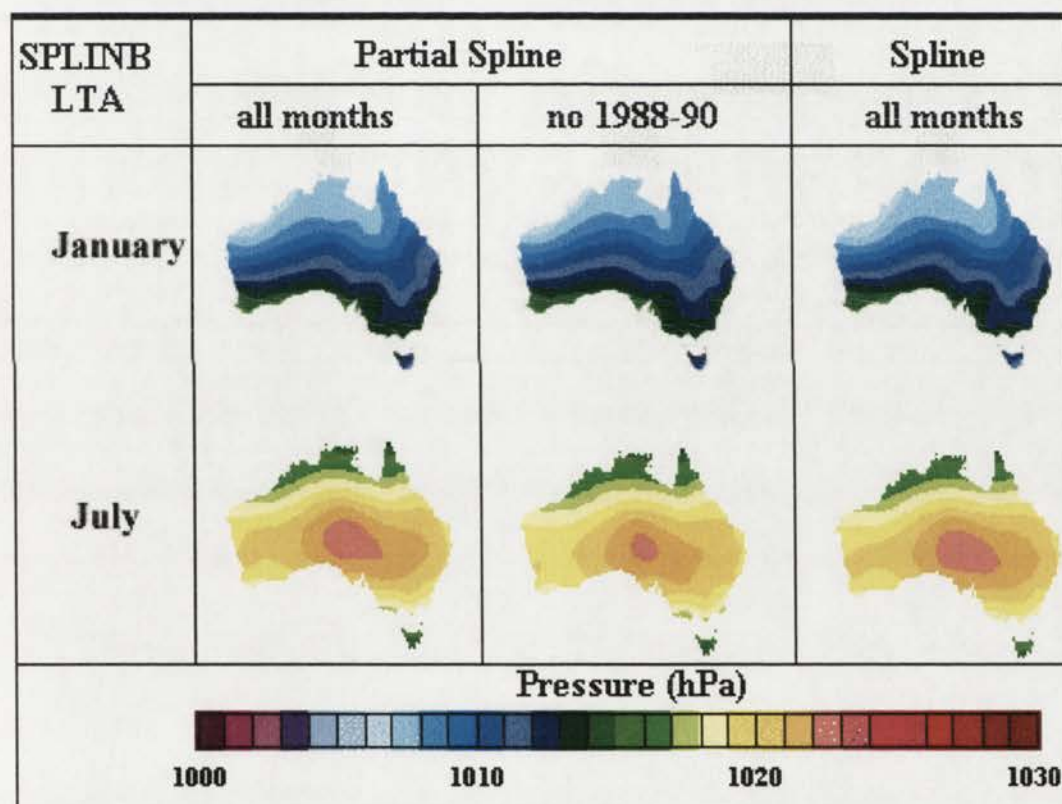 SPLINB
LTA
Partial Spline
Spline
all months
no 1988-90
all months
January
July
Pressure (hPa)
1000
1010
1020
1030